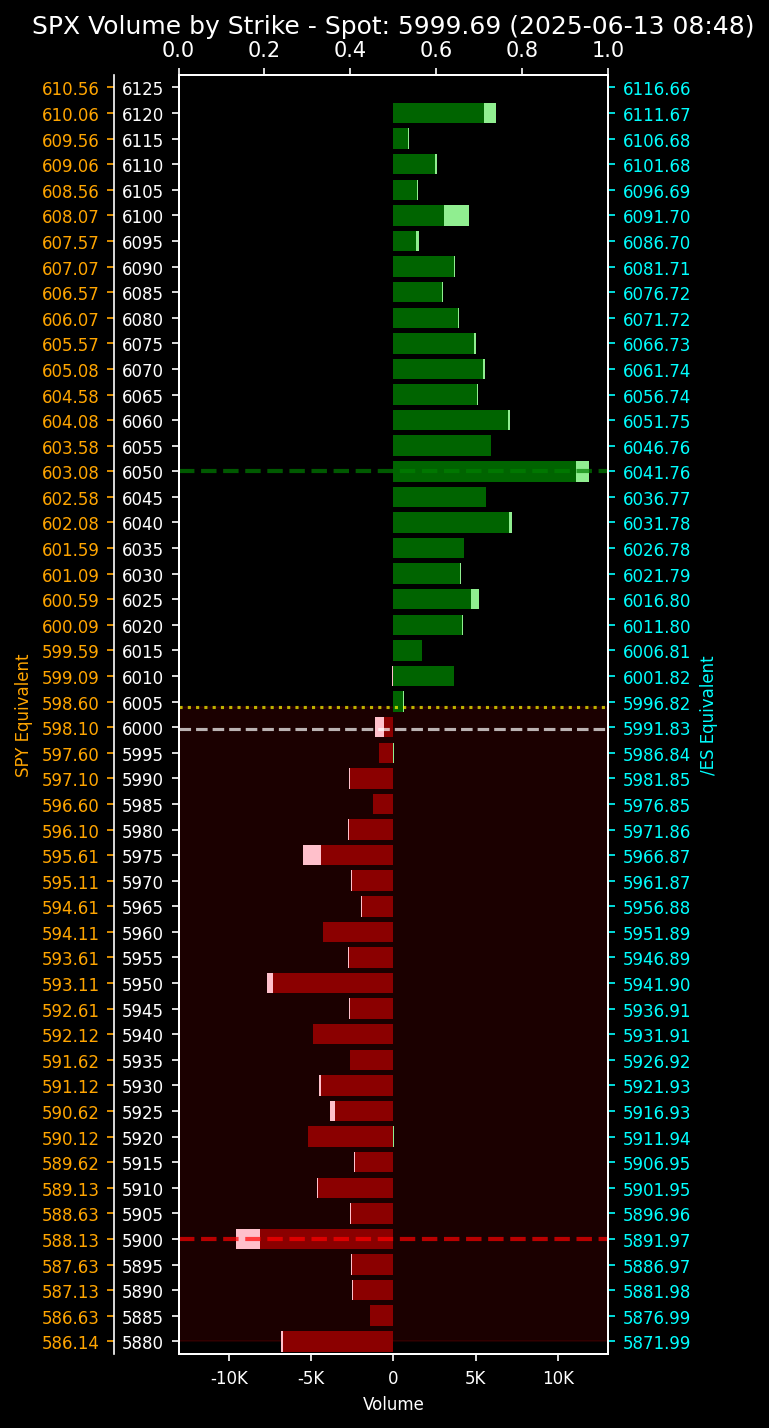 SPX Volume by Strike - Spot: 5999.69 (2025-06-13 08:48)
0.0 0.2 0.4 0.6 0.8 1.0
610.56 6125 6116.66
610.06 6120 6111.67
609.56 6115 6106.68
609.06 6110 6101.68
608.56 6105 6096.69
608.07 6100 6091.70
607.57 6095 6086.70
607.07 6090 6081.71
606.57 6085 6076.72
606.07 6080 6071.72
605.57 6075 6066.73
605.08 6070 6061.74
604.58 6065 6056.74
604.08 6060 6051.75
603.58 6055 6046.76
603.08 6050 6041.76
602.58 6045 6036.77
602.08 6040 6031.78
601.59 6035 6026.78
601.09 6030 6021.79
600.59 6025 6016.80
600.09 6020 6011.80
599.59 6015 6006.81
599.09 6010 6001.82
598.60 6005 5996.82
598.10 6000 5991.83
597.60 5995 5986.84
597.10 5990 5981.85
596.60 5985 5976.85
596.10 5980 5971.86
595.61 5975 5966.87
595.11 5970 5961.87
594.61 5965 5956.88
594.11 5960 5951.89
593.61 5955 5946.89
593.11 5950 5941.90
592.61 5945 5936.91
592.12 5940 5931.91
591.62 5935 5926.92
591.12 5930 5921.93
590.62 5925 5916.93
590.12 5920 5911.94
589.62 5915 5906.95
589.13 5910 5901.95
588.63 5905 5896.96
588.13 5900 5891.97
587.63 5895 5886.97
587.13 5890 5881.98
586.63 5885 5876.99
586.14 5880 5871.99
SPY Equivalent
/ES Equivalent
-10K -5K 0 5K 10K
Volume